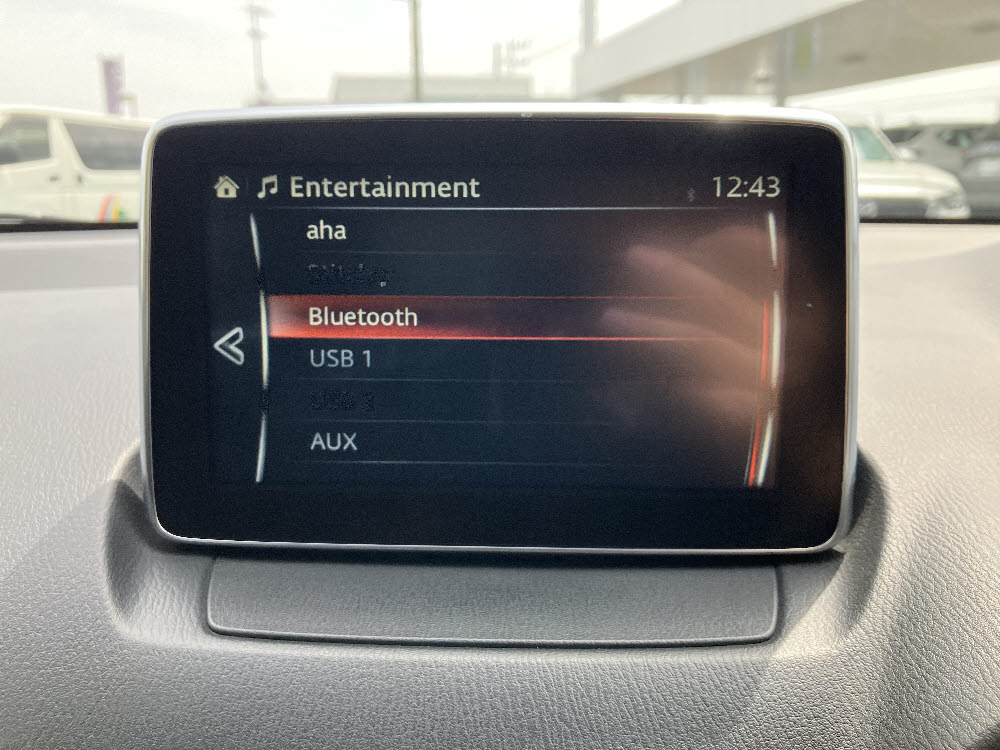 Entertainment 12:43
aha
Bluetooth
USB 1
AUX